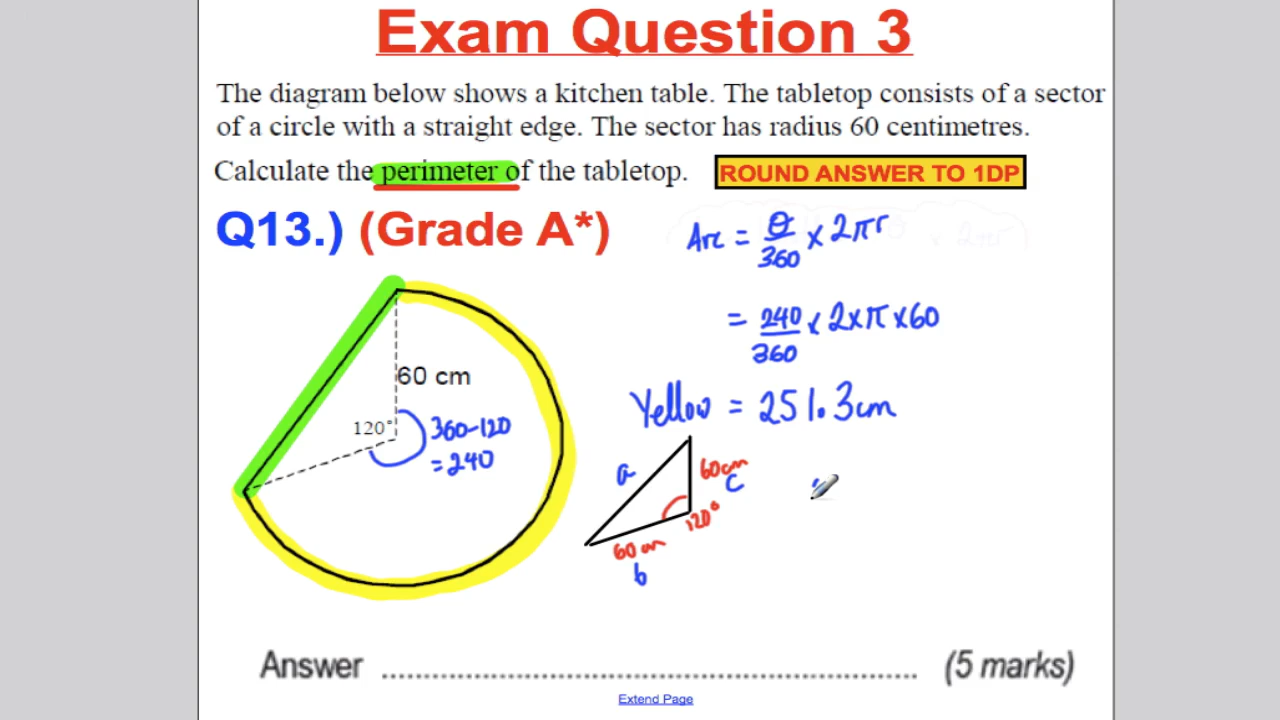 Exam Question 3
The diagram below shows a kitchen table. The tabletop consists of a sector
of a circle with a straight edge. The sector has radius 60 centimetres.
Calculate the perimeter of the tabletop.
ROUND ANSWER TO 1DP
Q13.) (Grade A*)
Arc = θ/360 × 2πr
= 240/360 × 2×π×60
60 cm
120°
360-120
=240
Yellow = 251.3cm
a
60cm
c
120°
60cm
b
Answer ........................................................................ (5 marks)
Extend Page